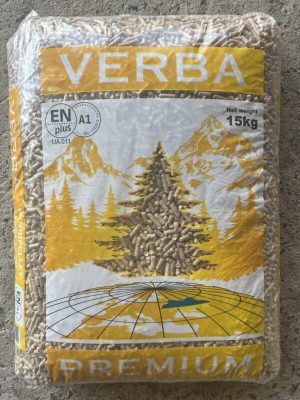 VERBA
EN
plus
A1
UA 011
Net weight
15kg
PREMIUM